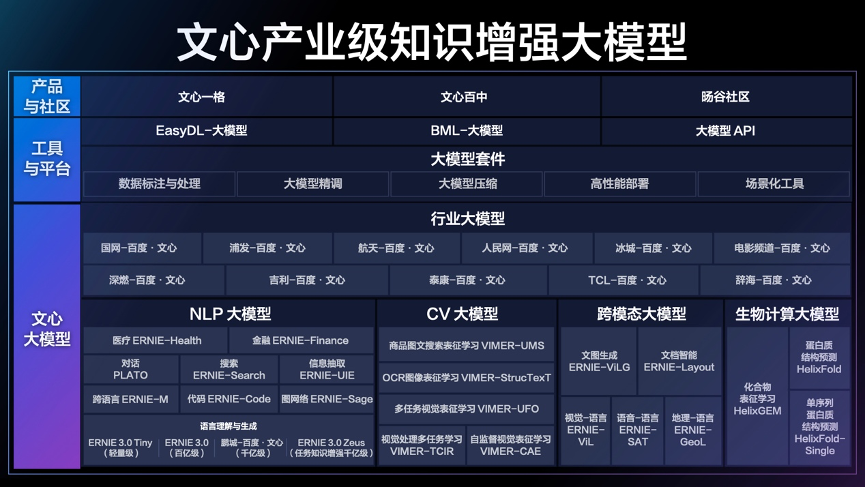 文心产业级知识增强大模型
产品
与社区
文心一格
文心百中
旸谷社区
工具
与平台
EasyDL-大模型
BML-大模型
大模型 API
大模型套件
数据标注与处理
大模型精调
大模型压缩
高性能部署
场景化工具
文心
大模型
行业大模型
国网-百度·文心
浦发-百度·文心
航天-百度·文心
人民网-百度·文心
冰城-百度·文心
电影频道-百度·文心
深燃-百度·文心
吉利-百度·文心
泰康-百度·文心
TCL-百度·文心
辞海-百度·文心
NLP 大模型
医疗 ERNIE-Health
金融 ERNIE-Finance
对话
PLATO
搜索
ERNIE-Search
信息抽取
ERNIE-UIE
跨语言 ERNIE-M
代码 ERNIE-Code
图网络 ERNIE-Sage
语言理解与生成
ERNIE 3.0 Tiny
（轻量级）
ERNIE 3.0
（百亿级）
鹏城-百度·文心
（千亿级）
ERNIE 3.0 Zeus
（任务知识增强千亿级）
CV 大模型
商品图文搜索表征学习 VIMER-UMS
OCR图像表征学习 VIMER-StrucTexT
多任务视觉表征学习 VIMER-UFO
视觉处理多任务学习
VIMER-TCIR
自监督视觉表征学习
VIMER-CAE
跨模态大模型
文图生成
ERNIE-ViLG
文档智能
ERNIE-Layout
视觉-语言
ERNIE-
ViL
语音-语言
ERNIE-
SAT
地理-语言
ERNIE-
GeoL
生物计算大模型
化合物
表征学习
HelixGEM
蛋白质
结构预测
HelixFold
单序列
蛋白质
结构预测
HelixFold-
Single